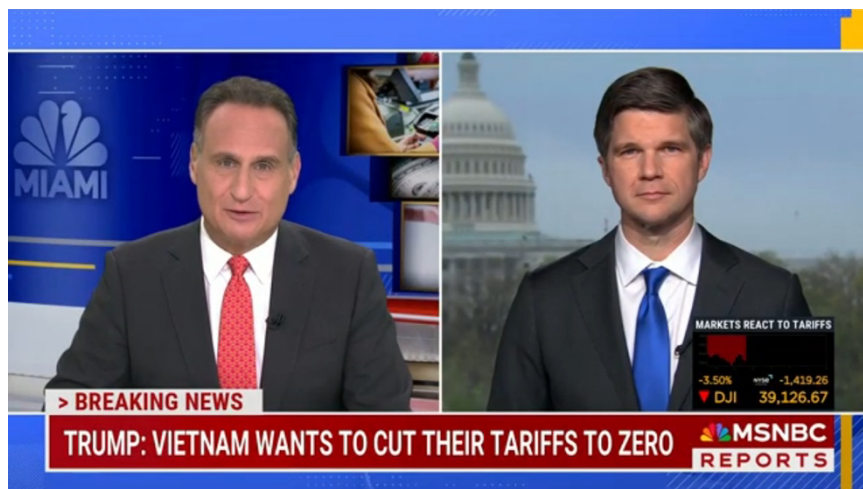 MIAMI
MARKETS REACT TO TARIFFS
-3.50% NYSE -1,419.26
▼ DJI 39,126.67
> BREAKING NEWS
TRUMP: VIETNAM WANTS TO CUT THEIR TARIFFS TO ZERO
MSNBC
REPORTS